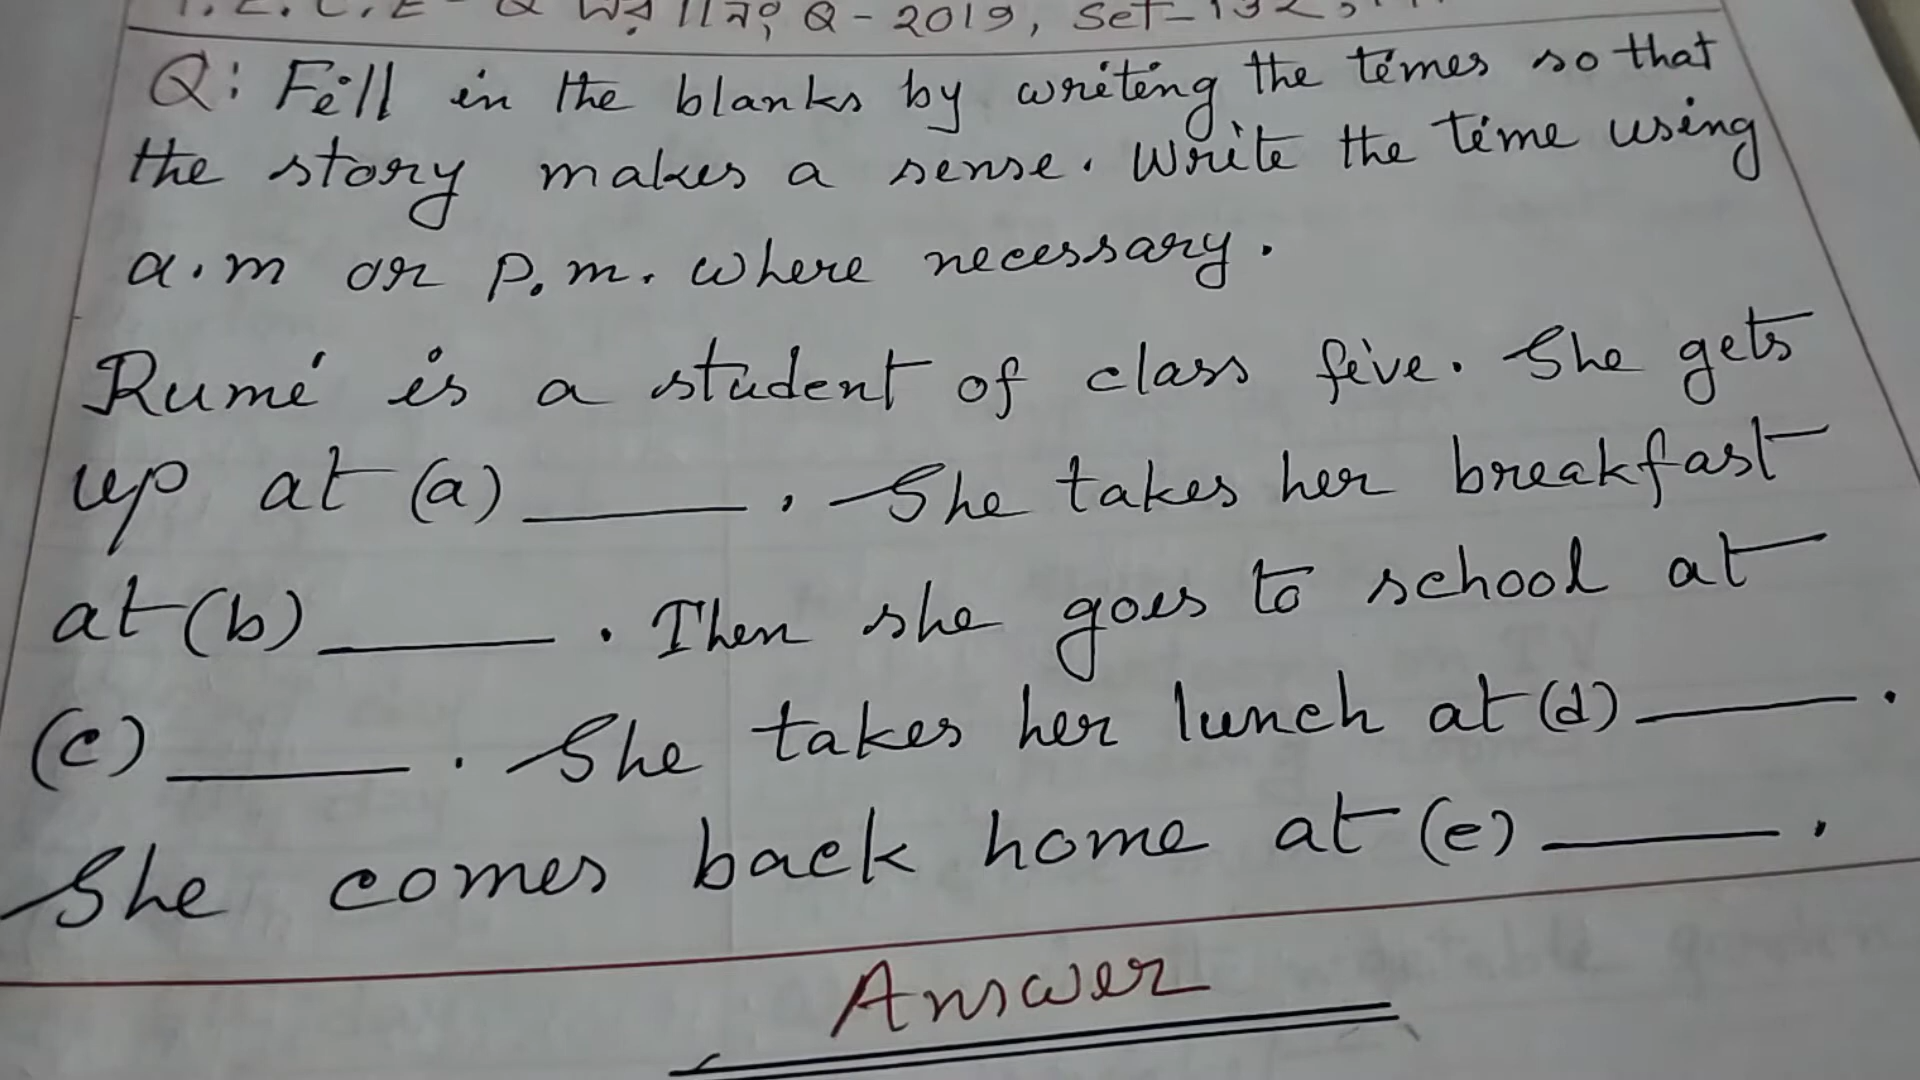 Q - 2019, Set-132,
Q: Fill in the blanks by writing the times so that
the story makes a sense. Write the time using
a.m or p.m. where necessary.
Rumi is a student of class five. She gets
up at (a) ______. She takes her breakfast
at (b) ______. Then she goes to school at
(c) ______. She takes her lunch at (d) ______.
She comes back home at (e) ______.
Answer